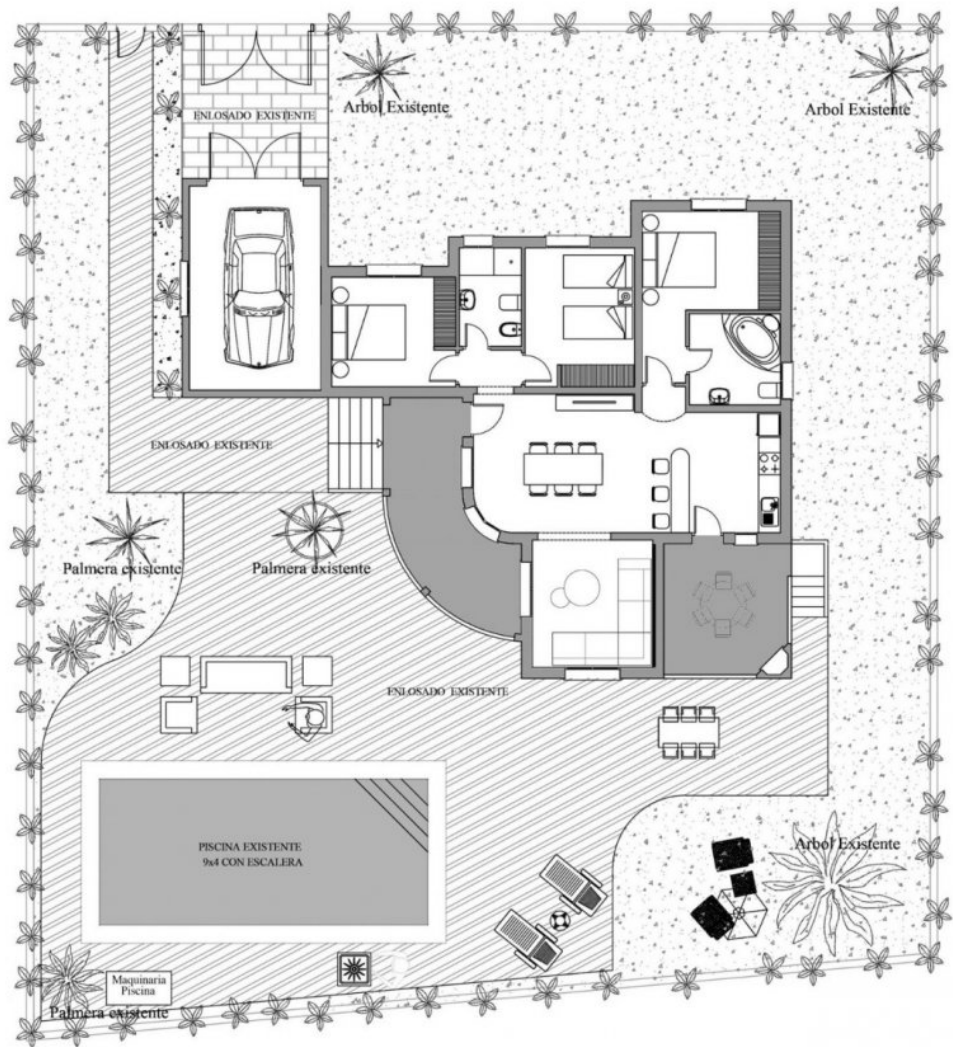 Arbol Existente
Arbol Existente
ENLOSADO EXISTENTE
ENLOSADO EXISTENTE
Palmera existente
Palmera existente
ENLOSADO EXISTENTE
PISCINA EXISTENTE
9x4 CON ESCALERA
Arbol Existente
Maquinaria
Piscina
Palmera existente